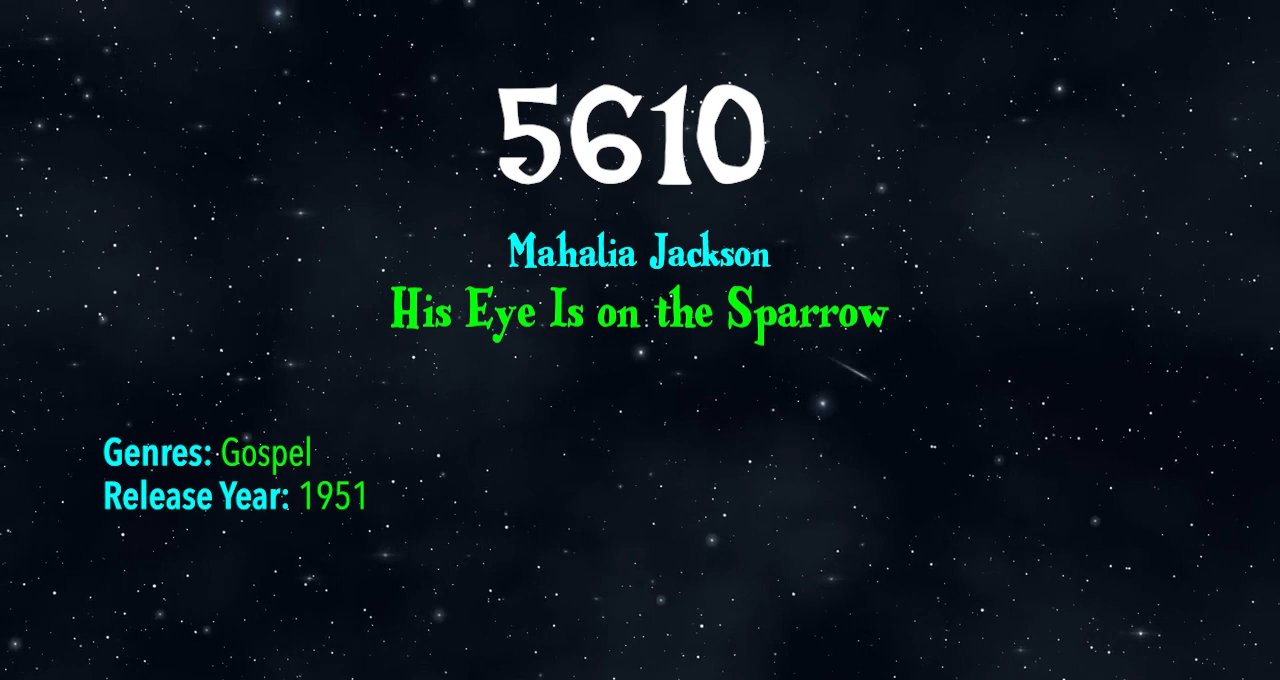 5610
Mahalia Jackson
His Eye Is on the Sparrow
Genres: Gospel
Release Year: 1951